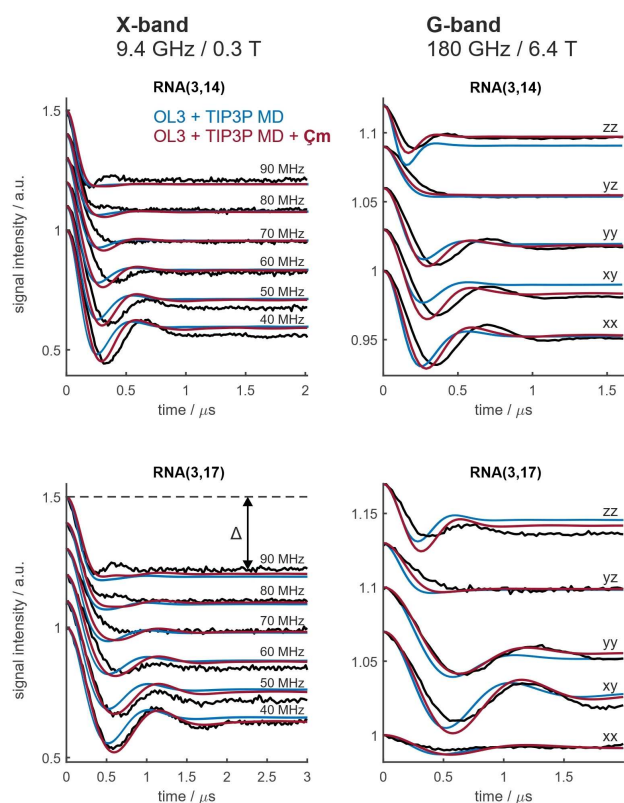 X-band
9.4 GHz / 0.3 T
G-band
180 GHz / 6.4 T
RNA(3,14)
OL3 + TIP3P MD
OL3 + TIP3P MD + Çm
90 MHz
80 MHz
70 MHz
60 MHz
50 MHz
40 MHz
1.5
1
0.5
signal intensity / a.u.
0
0.5
1
1.5
2
time / μs
RNA(3,14)
zz
yz
yy
xy
xx
1.1
1.05
1
0.95
0
0.5
1
1.5
time / μs
RNA(3,17)
Δ
90 MHz
80 MHz
70 MHz
60 MHz
50 MHz
40 MHz
1.5
1
0.5
signal intensity / a.u.
0
0.5
1
1.5
2
2.5
3
time / μs
RNA(3,17)
zz
yz
yy
xy
xx
1.15
1.1
1.05
1
0
0.5
1
1.5
time / μs